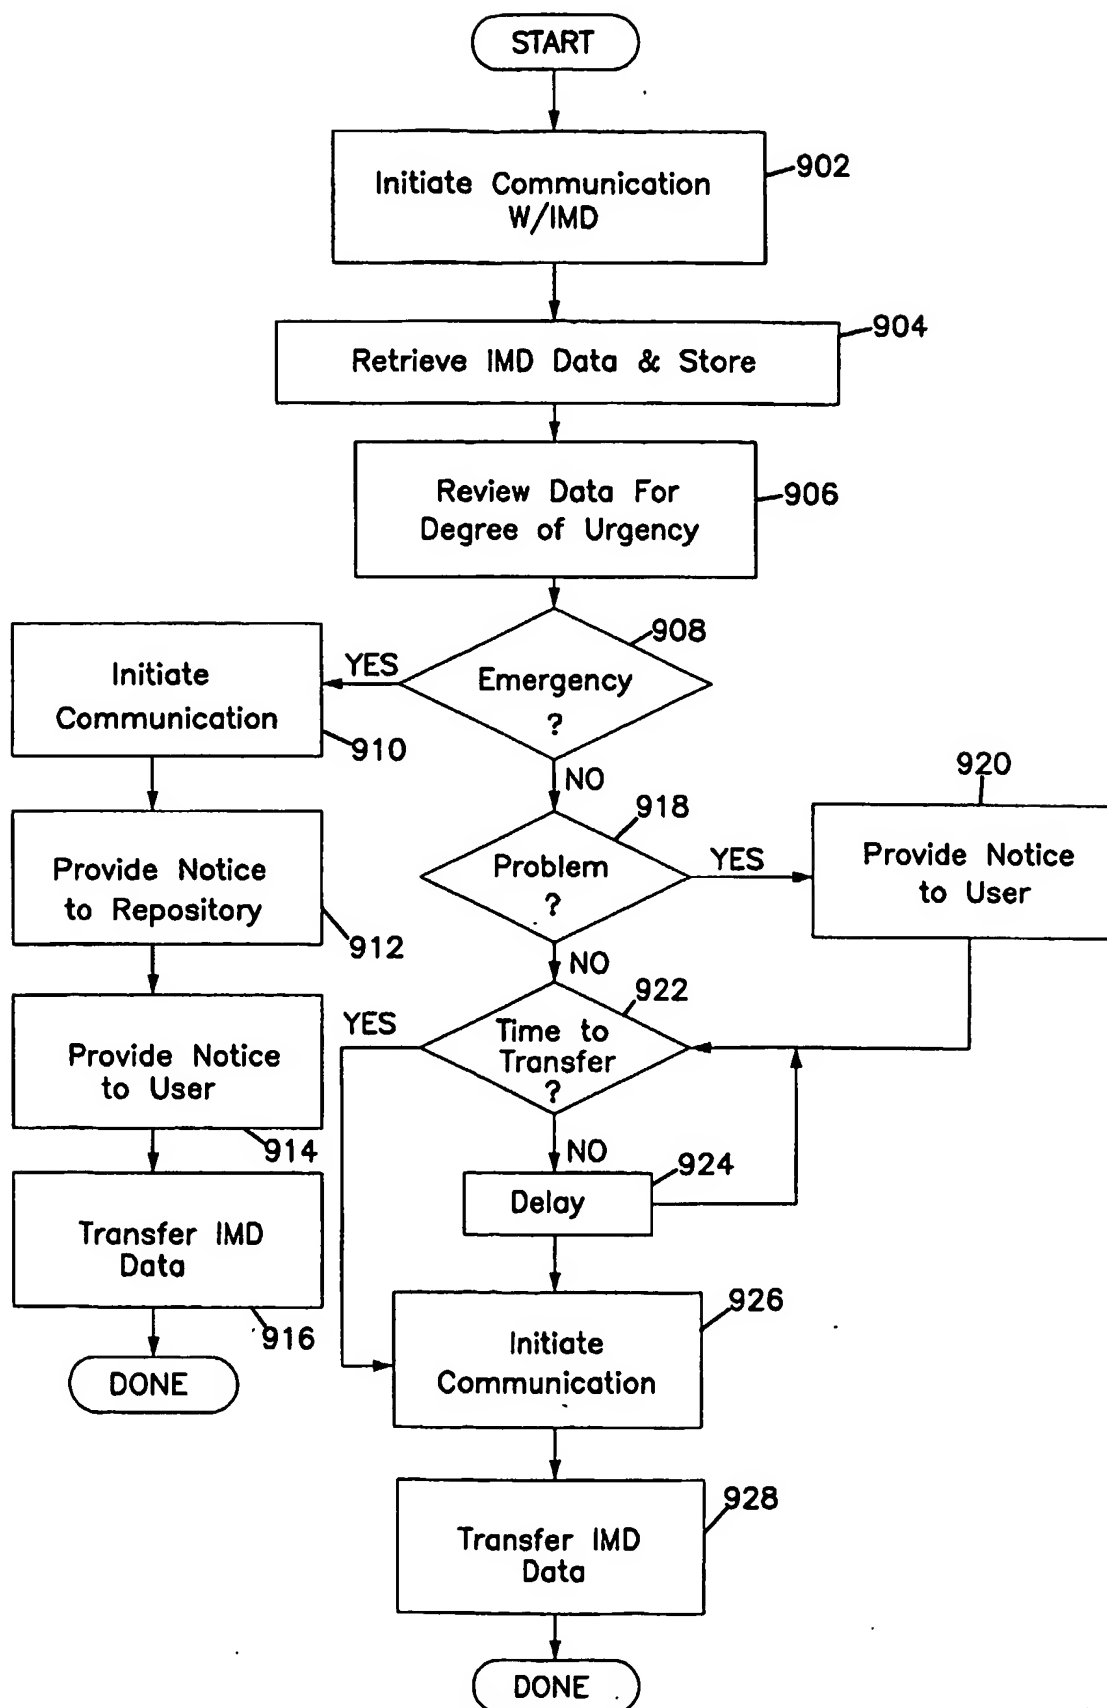 START
Initiate Communication
W/IMD
902
Retrieve IMD Data & Store
904
Review Data For
Degree of Urgency
906
Emergency
?
908
YES
NO
Initiate
Communication
910
Provide Notice
to Repository
912
Provide Notice
to User
914
Transfer IMD
Data
916
DONE
Problem
?
918
YES
NO
920
Provide Notice
to User
Time to
Transfer
?
922
YES
NO
Delay
924
Initiate
Communication
926
Transfer IMD
Data
928
DONE